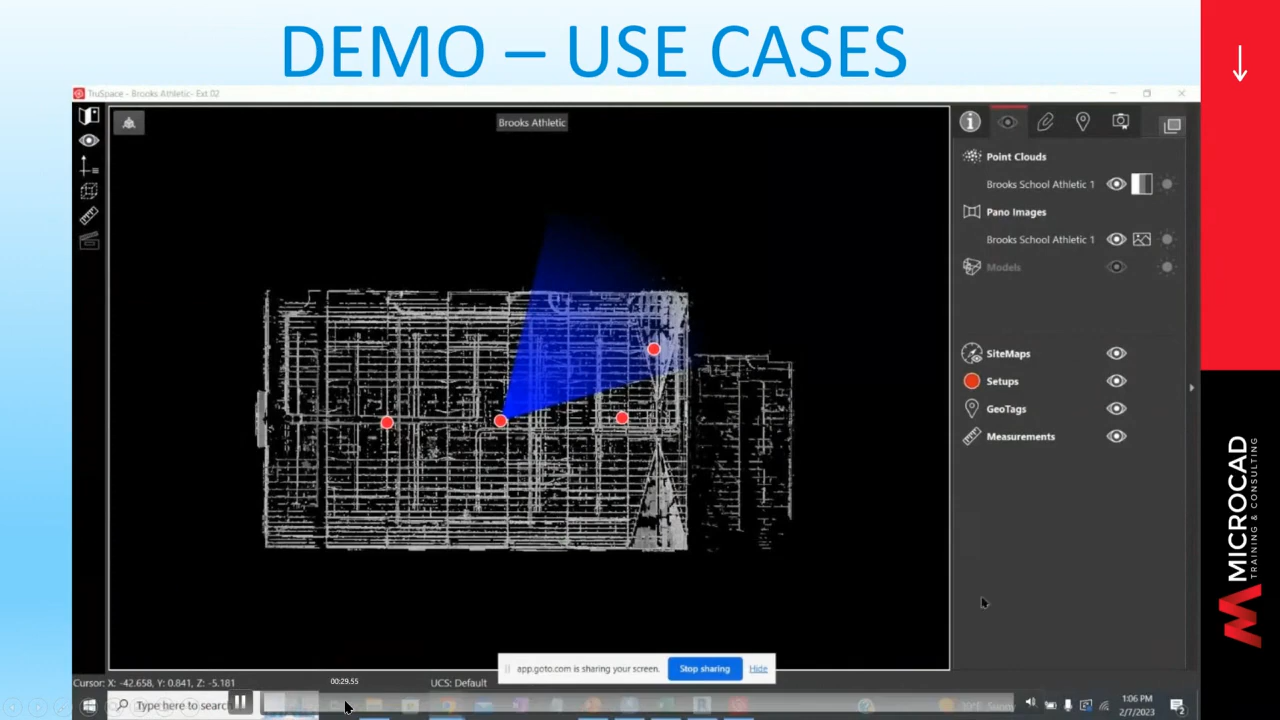 DEMO – USE CASES
TruSpace - Brooks Athletic- Ext 02
Brooks Athletic
Point Clouds
Brooks School Athletic 1
Pano Images
Brooks School Athletic 1
Models
SiteMaps
Setups
GeoTags
Measurements
MICROCAD
TRAINING & CONSULTING
app.goto.com is sharing your screen.
Stop sharing
Hide
Cursor: X: -42.658, Y: 0.841, Z: -5.181
00:29.55
UCS: Default
Type here to search
1:06 PM
2/7/2023
2